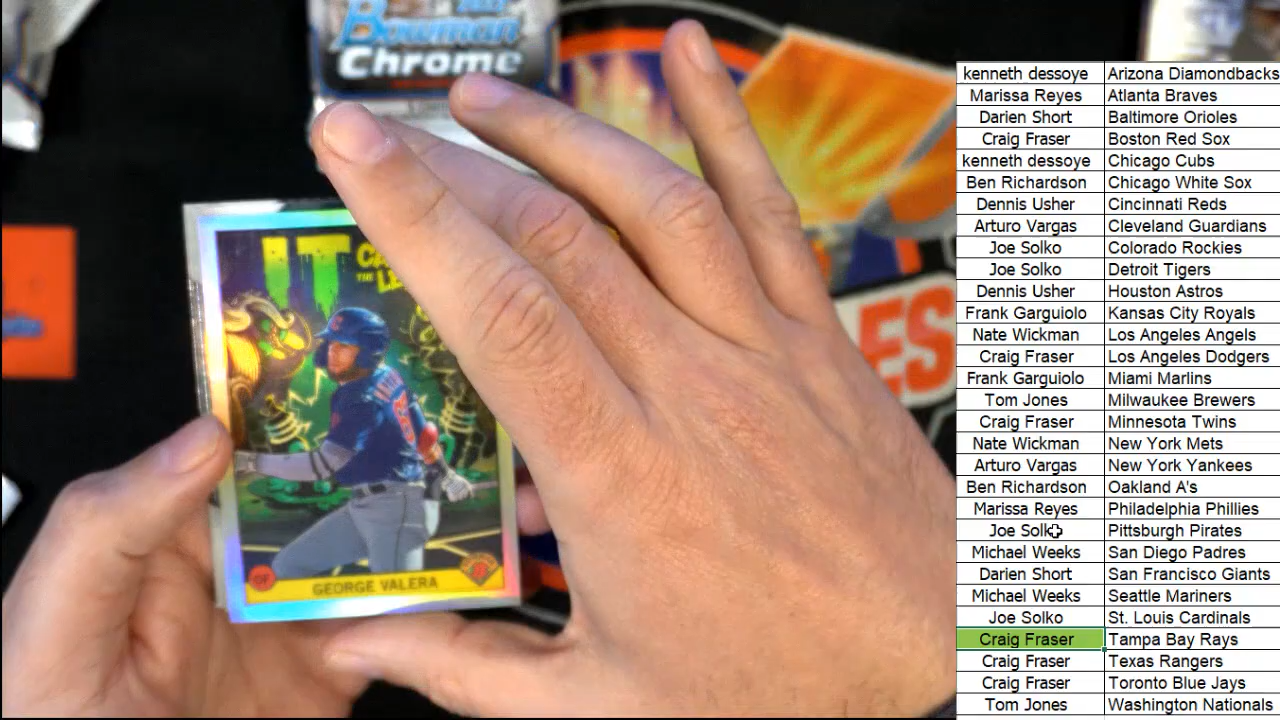 Bowman
Chrome
IT
GEORGE VALERA
OF
ES
kenneth dessoye Arizona Diamondbacks
Marissa Reyes Atlanta Braves
Darien Short Baltimore Orioles
Craig Fraser Boston Red Sox
kenneth dessoye Chicago Cubs
Ben Richardson Chicago White Sox
Dennis Usher Cincinnati Reds
Arturo Vargas Cleveland Guardians
Joe Solko Colorado Rockies
Joe Solko Detroit Tigers
Dennis Usher Houston Astros
Frank Garguiolo Kansas City Royals
Nate Wickman Los Angeles Angels
Craig Fraser Los Angeles Dodgers
Frank Garguiolo Miami Marlins
Tom Jones Milwaukee Brewers
Craig Fraser Minnesota Twins
Nate Wickman New York Mets
Arturo Vargas New York Yankees
Ben Richardson Oakland A's
Marissa Reyes Philadelphia Phillies
Joe Solko Pittsburgh Pirates
Michael Weeks San Diego Padres
Darien Short San Francisco Giants
Michael Weeks Seattle Mariners
Joe Solko St. Louis Cardinals
Craig Fraser Tampa Bay Rays
Craig Fraser Texas Rangers
Craig Fraser Toronto Blue Jays
Tom Jones Washington Nationals